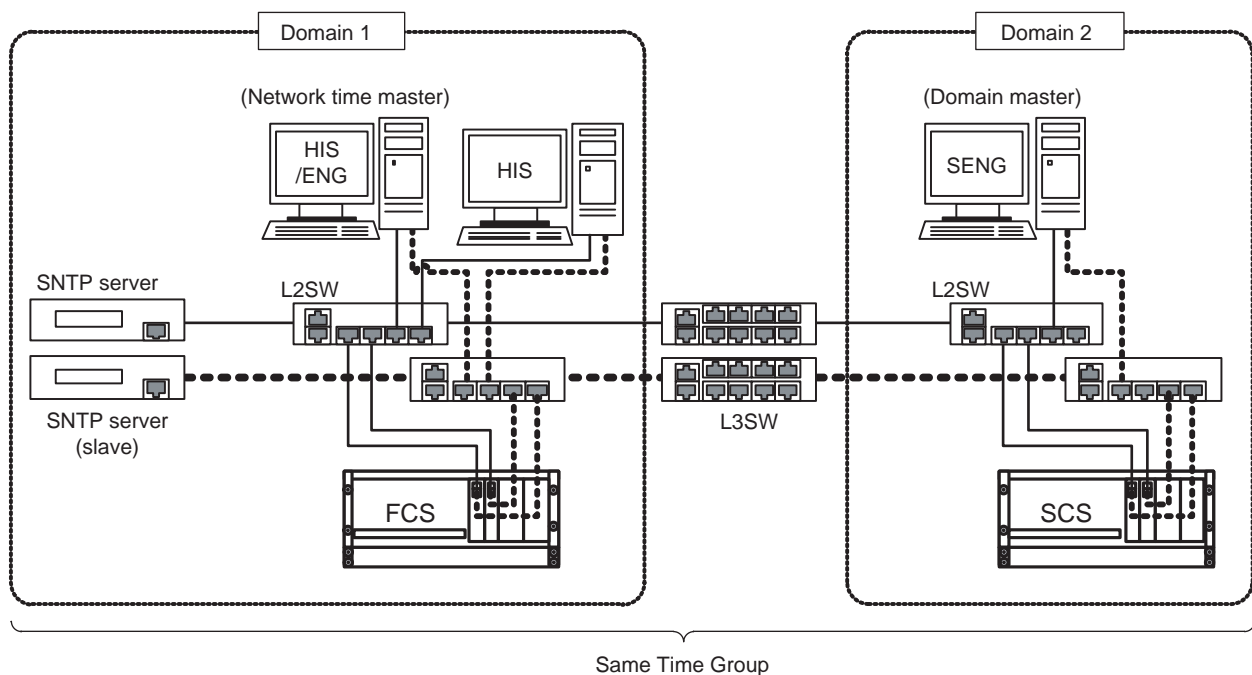 Domain 1
Domain 2
(Network time master)
(Domain master)
HIS
/ENG
HIS
SENG
SNTP server
L2SW
L2SW
SNTP server
(slave)
L3SW
FCS
SCS
Same Time Group